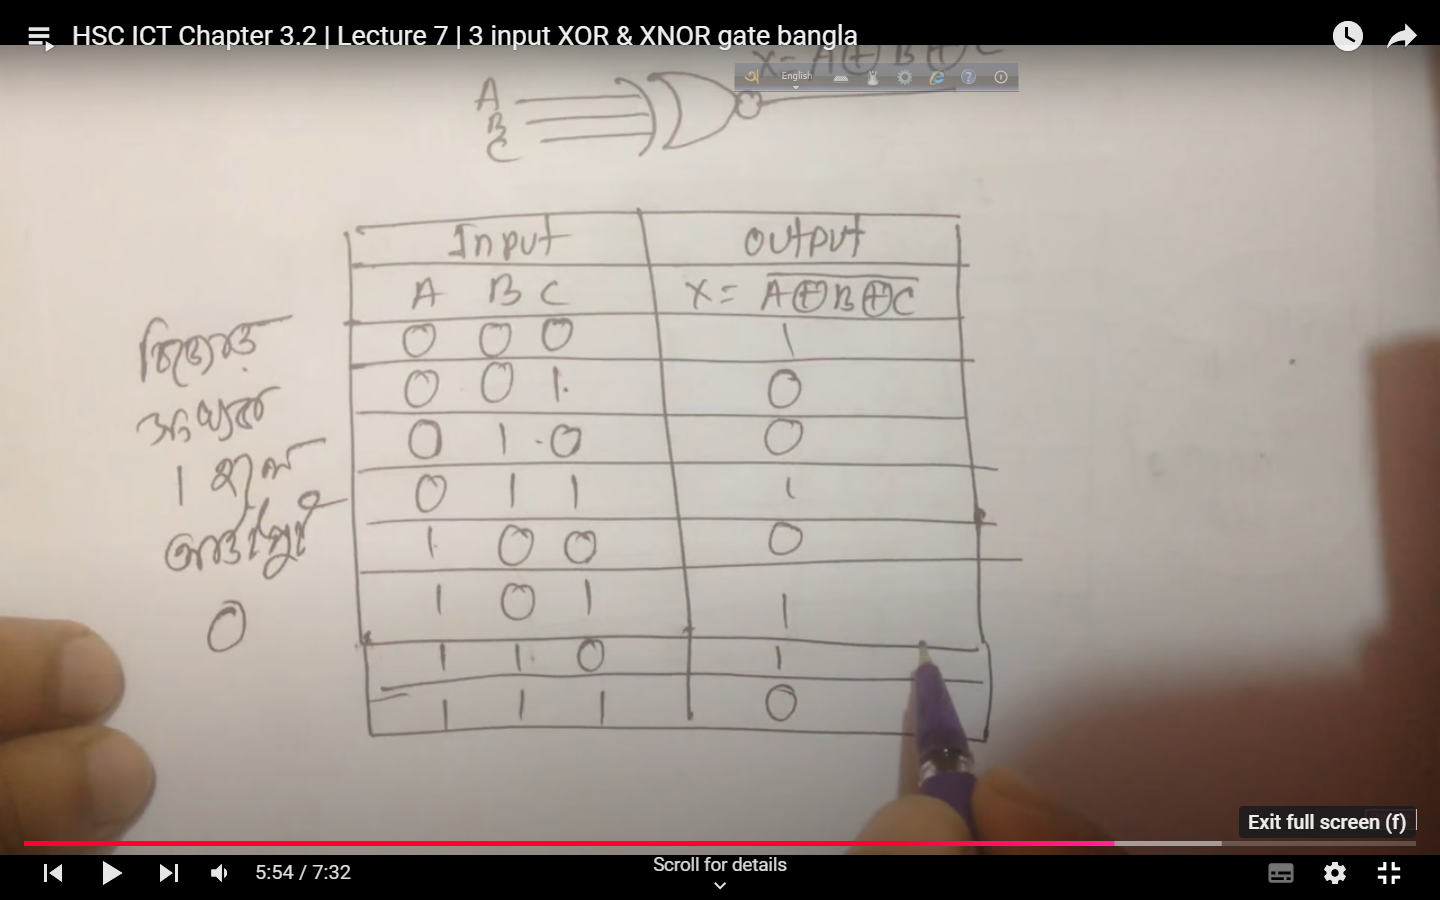 HSC ICT Chapter 3.2 | Lecture 7 | 3 input XOR & XNOR gate bangla
X = A ⊕ B ⊕ C
English
A
B
C
Input Output
A B C X = \overline{A⊕B⊕C}
0 0 0 1
0 0 1 0
0 1 0 0
0 1 1 1
1 0 0 0
1 0 1 1
1 1 0 1
1 1 1 0
বিজোড়
সংখ্যক
1 হলে
আউটপুট
0
Exit full screen (f)
5:54 / 7:32
Scroll for details